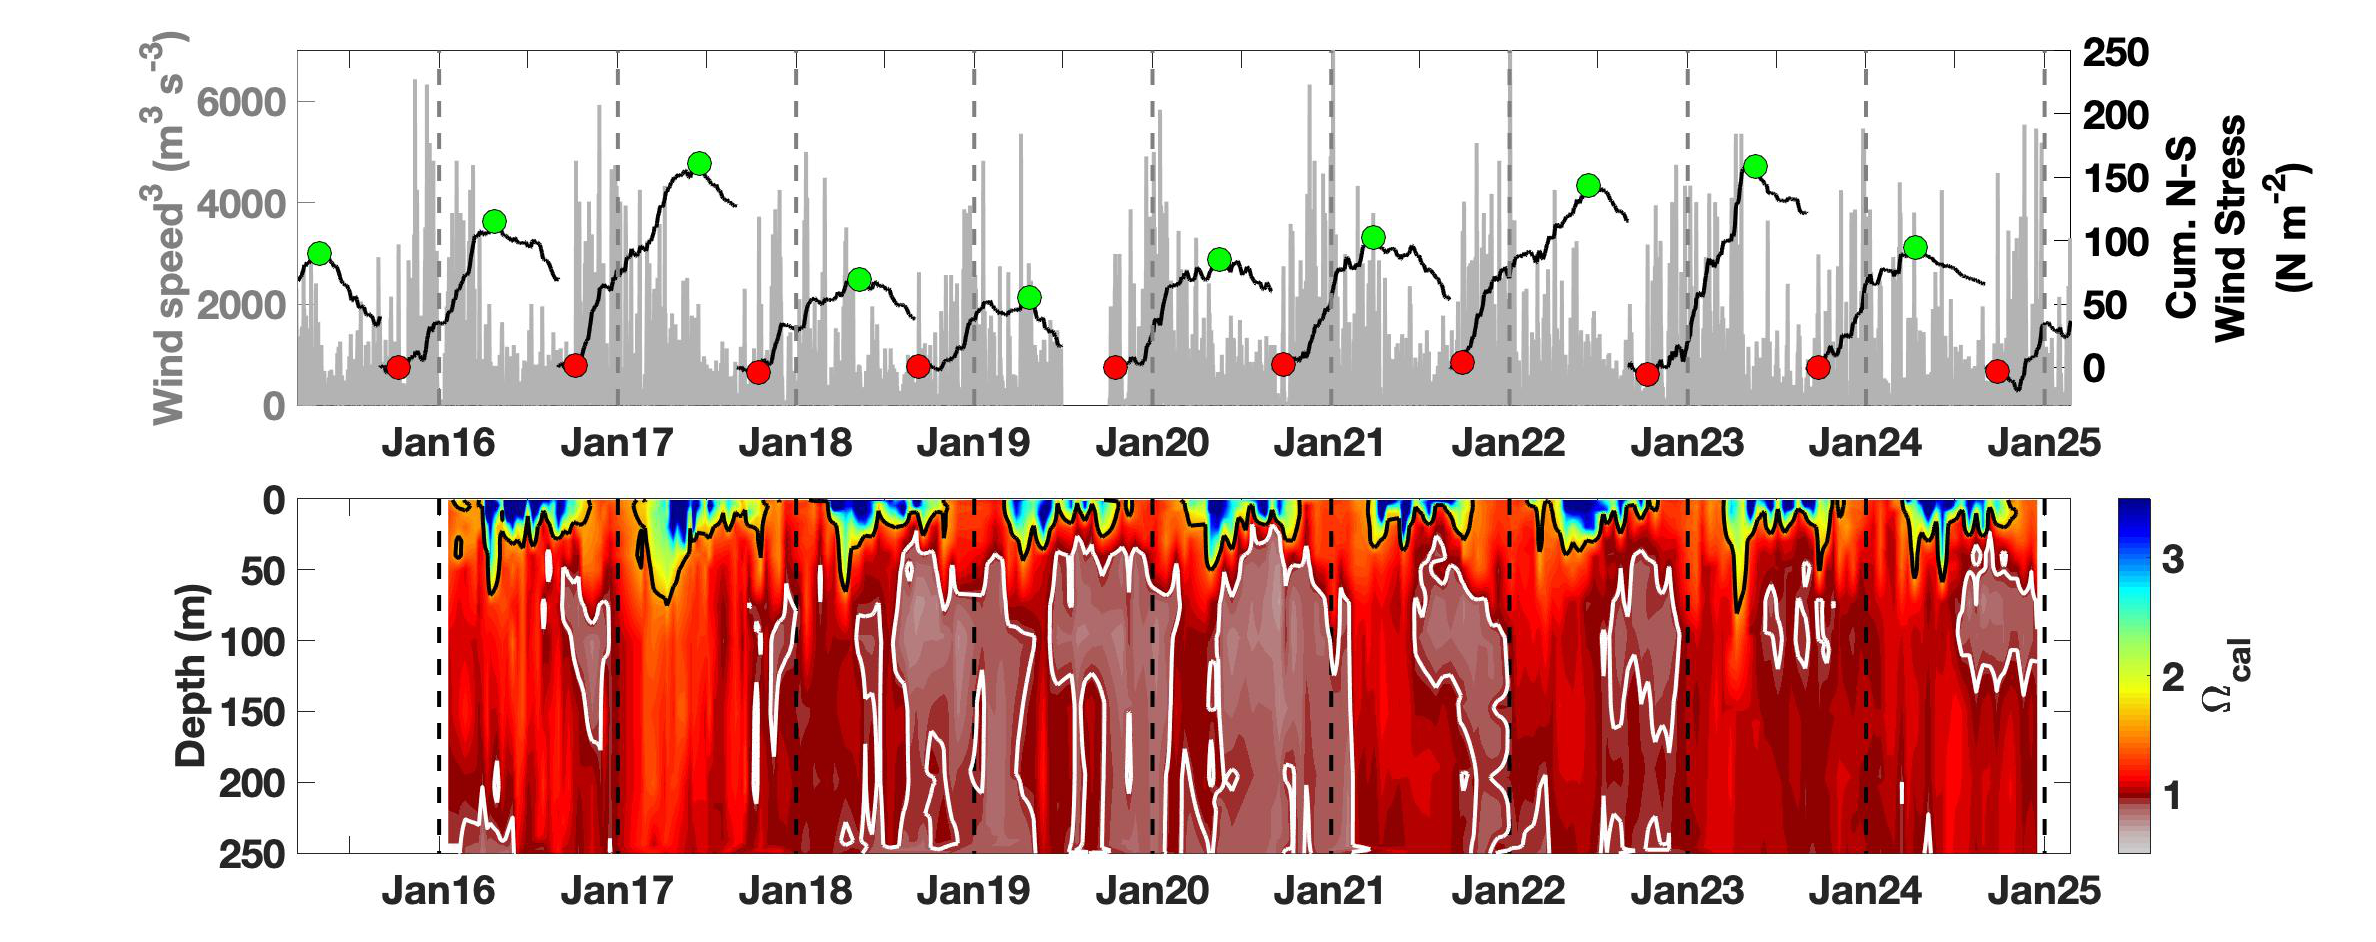 Wind speed³ (m³ s⁻³)
6000
4000
2000
0
250
200
150
100
50
0
Cum. N-S
Wind Stress
(N m⁻²)
Jan16 Jan17 Jan18 Jan19 Jan20 Jan21 Jan22 Jan23 Jan24 Jan25
Depth (m)
0
50
100
150
200
250
Jan16 Jan17 Jan18 Jan19 Jan20 Jan21 Jan22 Jan23 Jan24 Jan25
3
2
1
Ωcal